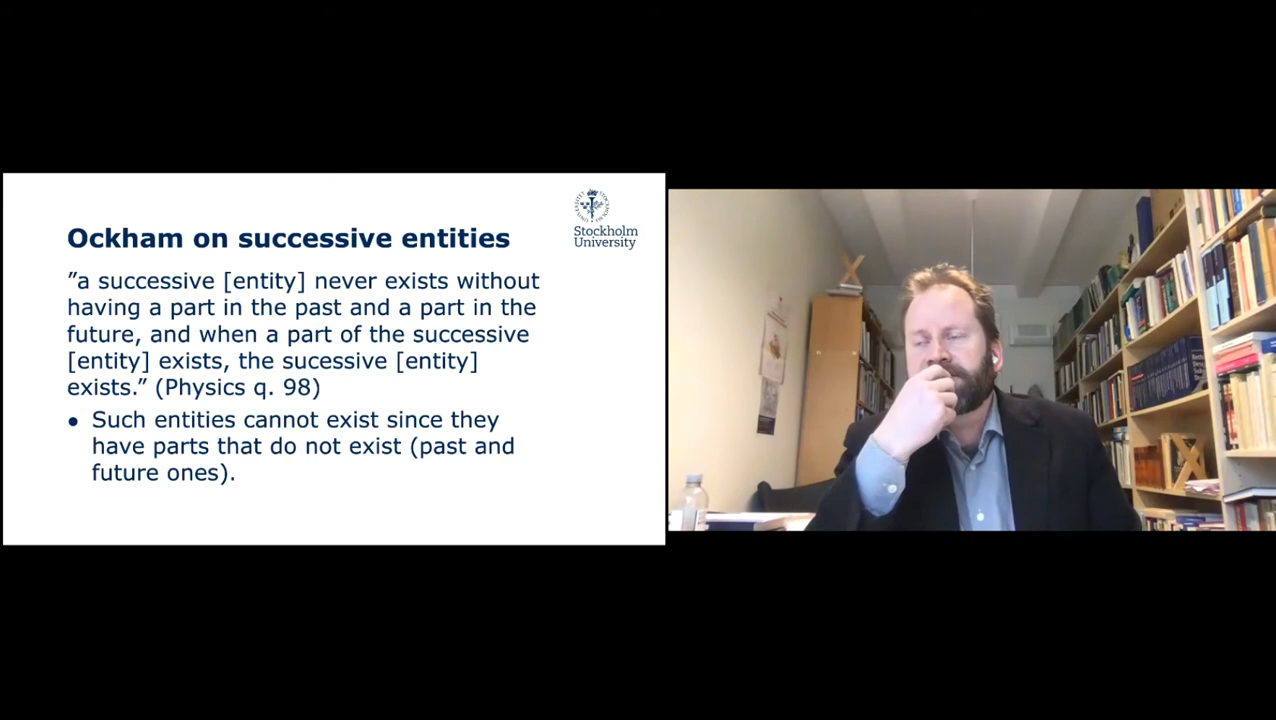 Stockholm
University
Ockham on successive entities
”a successive [entity] never exists without
having a part in the past and a part in the
future, and when a part of the successive
[entity] exists, the sucessive [entity]
exists.” (Physics q. 98)
● Such entities cannot exist since they
have parts that do not exist (past and
future ones).